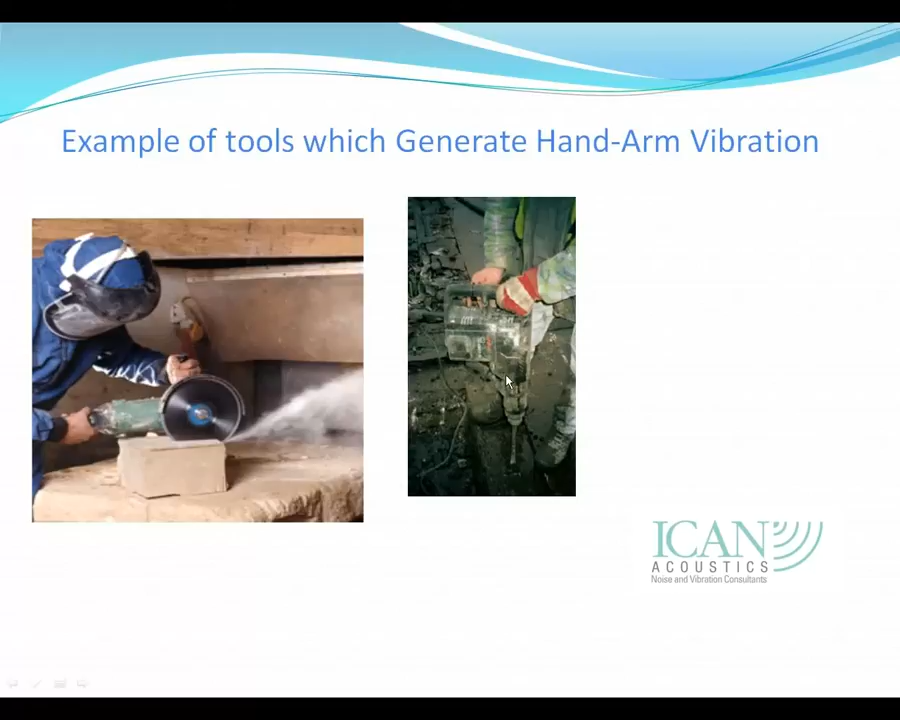 Example of tools which Generate Hand-Arm Vibration
ICAN
ACOUSTICS
Noise and Vibration Consultants